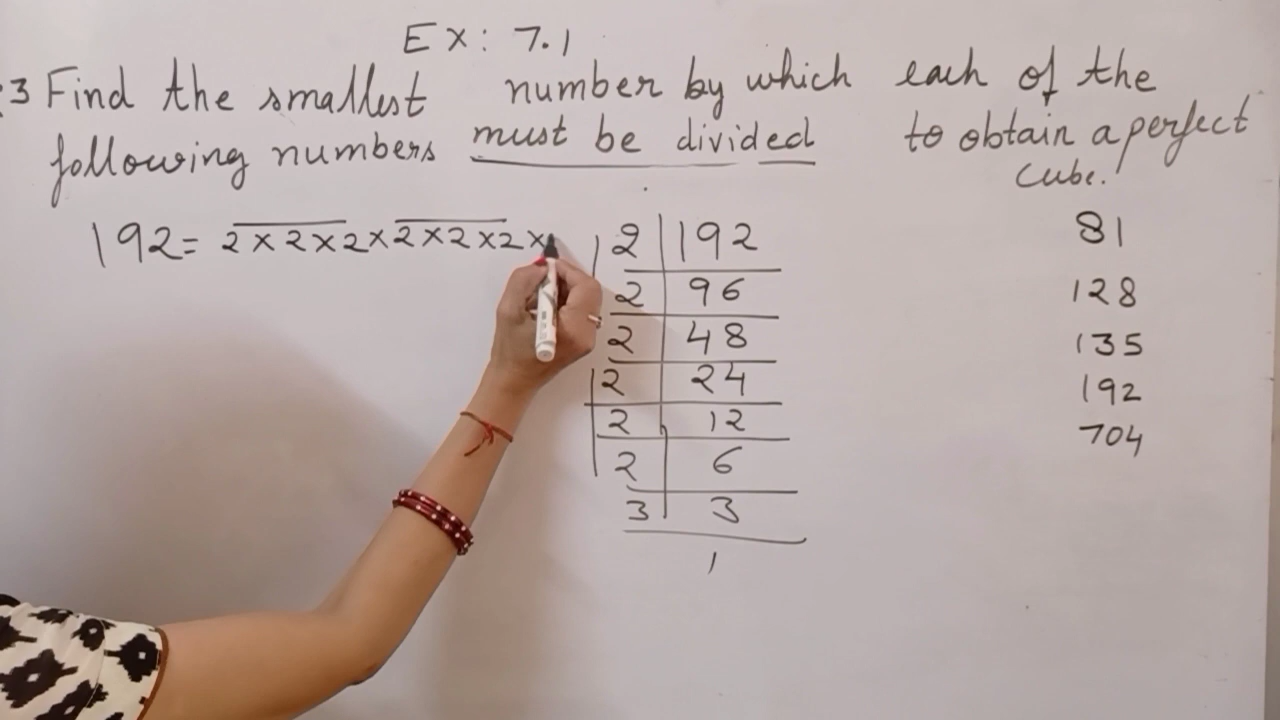 Ex: 7.1
3 Find the smallest number by which each of the
following numbers must be divided to obtain a perfect
cube.
192 = 2 × 2 × 2 × 2 × 2 × 2 ×
2 | 192
2 | 96
2 | 48
2 | 24
2 | 12
2 | 6
3 | 3
1
81
128
135
192
704